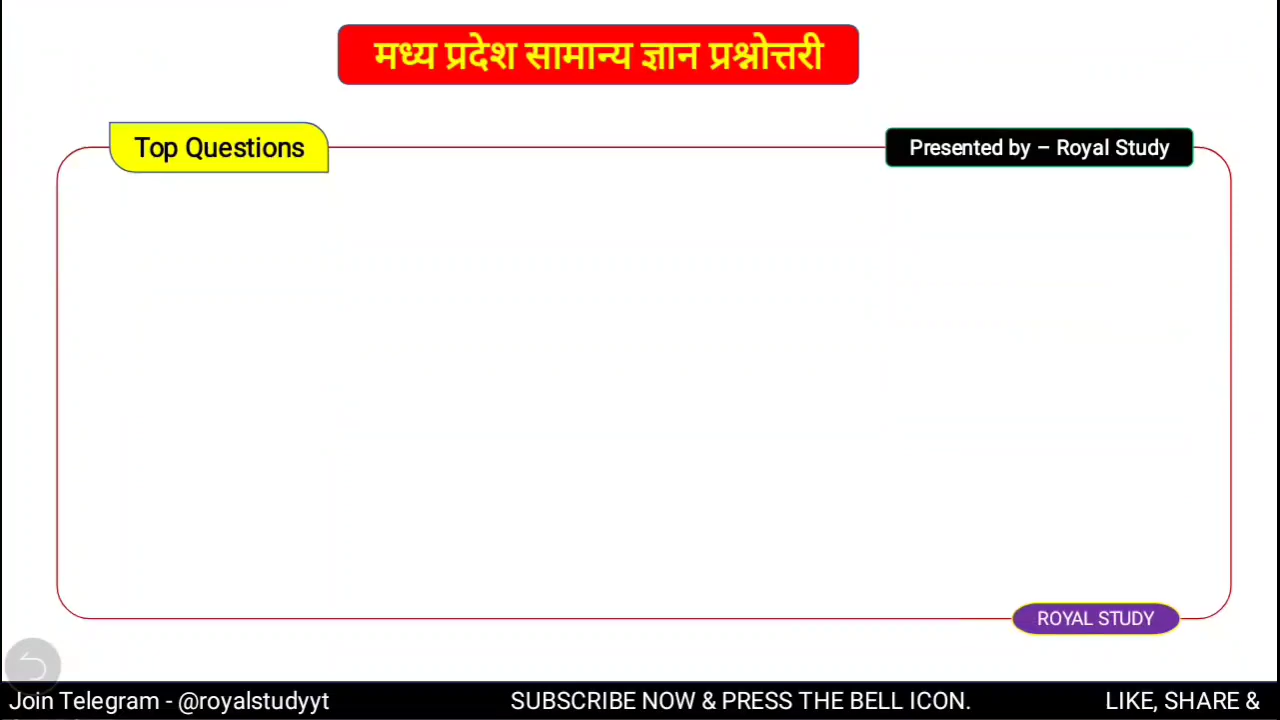 मध्य प्रदेश सामान्य ज्ञान प्रश्नोत्तरी
Top Questions
Presented by – Royal Study
ROYAL STUDY
Join Telegram - @royalstudyyt SUBSCRIBE NOW & PRESS THE BELL ICON. LIKE, SHARE &